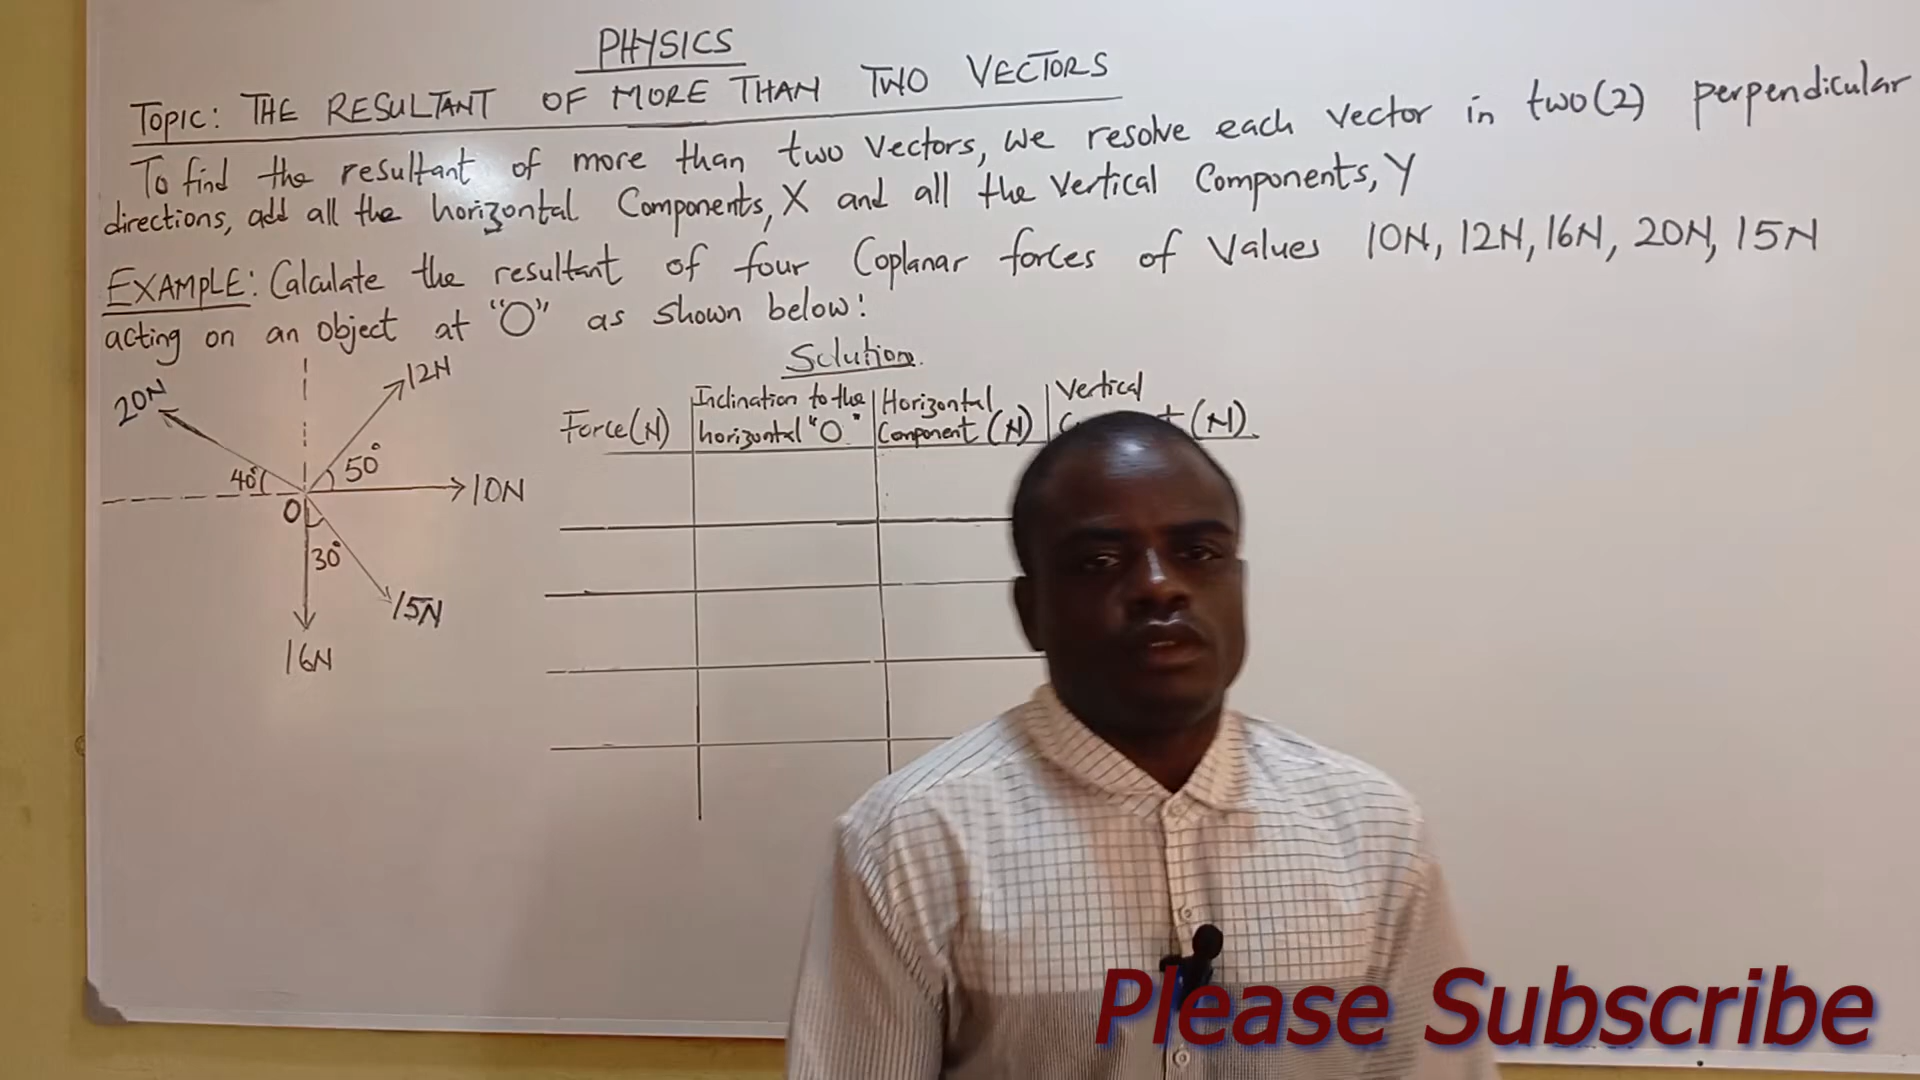 PHYSICS
TOPIC: THE RESULTANT OF MORE THAN TWO VECTORS
To find the resultant of more than two vectors, we resolve each vector in two(2) perpendicular
directions, add all the horizontal Components, X and all the vertical Components, Y
EXAMPLE: Calculate the resultant of four Coplanar forces of Values 10N, 12N, 16N, 20N, 15N
acting on an object at "O" as shown below:
Solution.
20N
12N
40°
50°
10N
O
30°
15N
16N
Force(N)
Inclination to the
horizontal "O"
Horizontal
Component (N)
Vertical
(N)
Please Subscribe